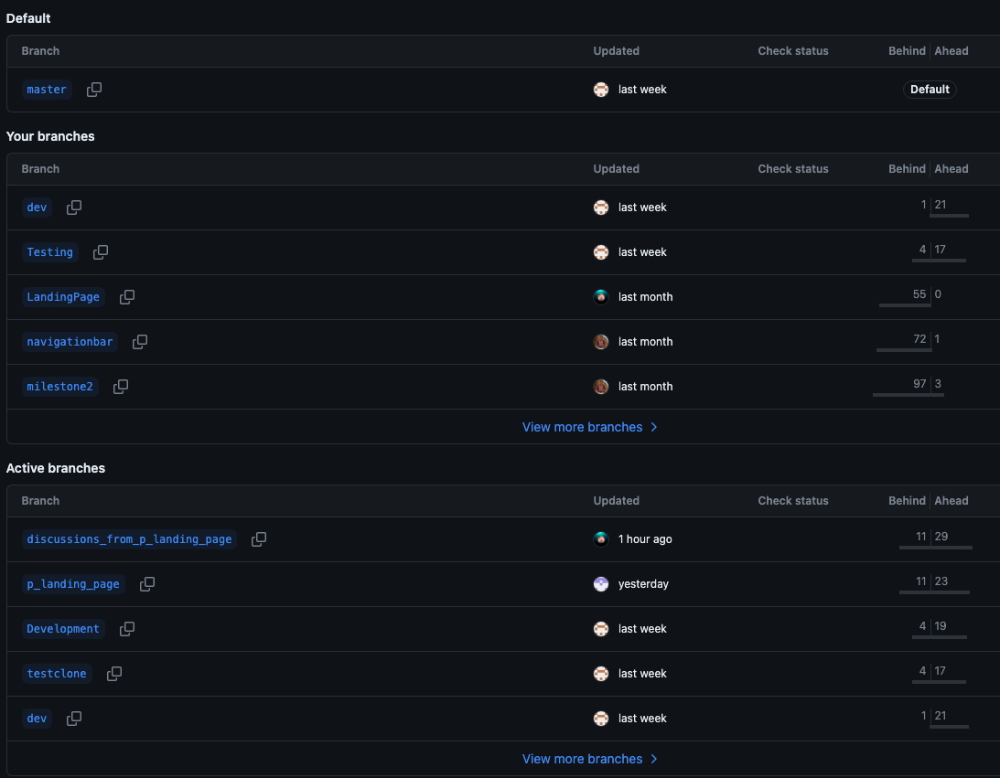 Default
Branch Updated Check status Behind Ahead
master last week Default
Your branches
Branch Updated Check status Behind Ahead
dev last week 1 21
Testing last week 4 17
LandingPage last month 55 0
navigationbar last month 72 1
milestone2 last month 97 3
View more branches
Active branches
Branch Updated Check status Behind Ahead
discussions_from_p_landing_page 1 hour ago 11 29
p_landing_page yesterday 11 23
Development last week 4 19
testclone last week 4 17
dev last week 1 21
View more branches